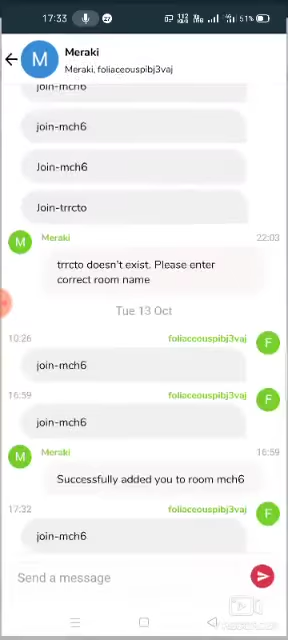 17:33
51%
M
Meraki
Meraki, foliaceouspibj3vaj
join-mch6
join-mch6
Join-mch6
Join-trrcto
M
Meraki
22:03
trrcto doesn't exist. Please enter
correct room name
Tue 13 Oct
10:26
foliaceouspibj3vaj
F
join-mch6
16:59
foliaceouspibj3vaj
F
join-mch6
M
Meraki
16:59
Successfully added you to room mch6
17:32
foliaceouspibj3vaj
F
join-mch6
Send a message